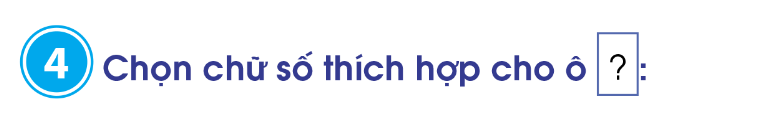 4 Chọn chữ số thích hợp cho ô ? :